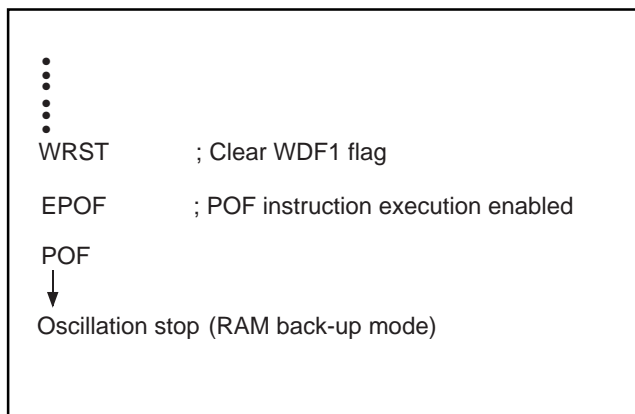 WRST ; Clear WDF1 flag
EPOF ; POF instruction execution enabled
POF
Oscillation stop (RAM back-up mode)